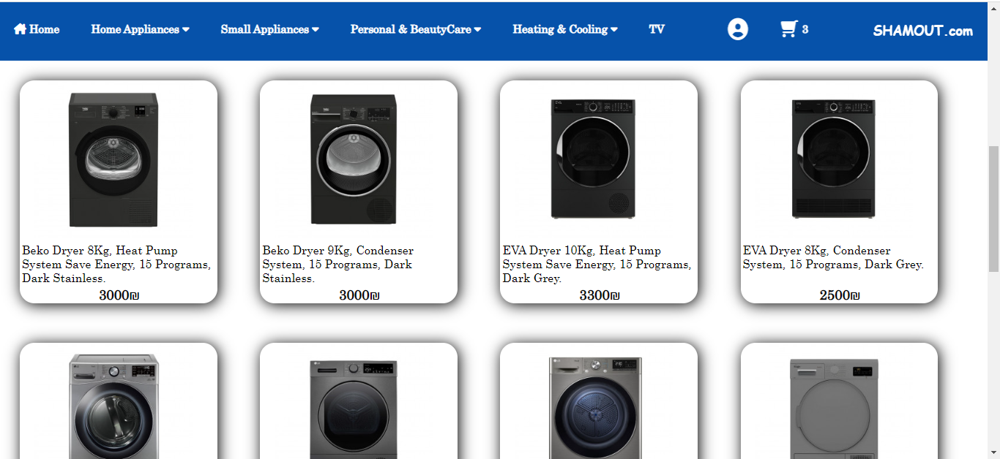 Home Home Appliances Small Appliances Personal & BeautyCare Heating & Cooling TV 3 SHAMOUT.com
Beko Dryer 8Kg, Heat Pump
System Save Energy, 15 Programs,
Dark Stainless.
3000₪
Beko Dryer 9Kg, Condenser
System, 15 Programs, Dark
Stainless.
3000₪
EVA Dryer 10Kg, Heat Pump
System Save Energy, 15 Programs,
Dark Grey.
3300₪
EVA Dryer 8Kg, Condenser
System, 15 Programs, Dark Grey.
2500₪